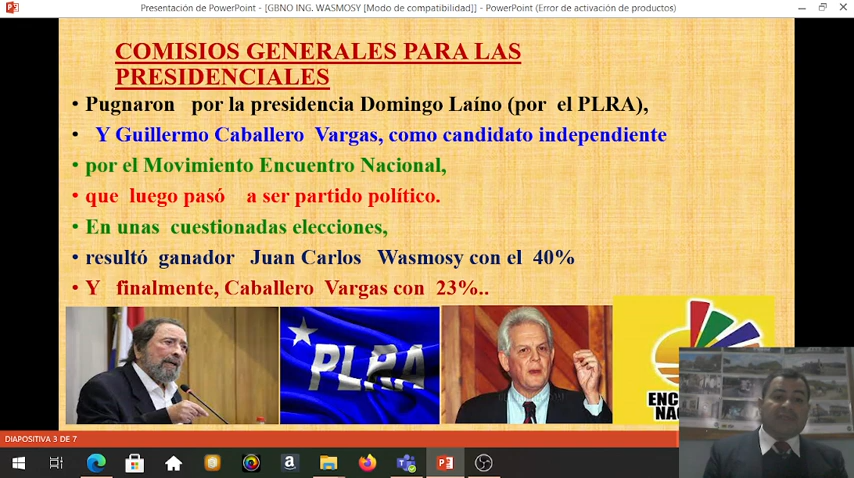 Presentación de PowerPoint - [GBNO ING. WASMOSY [Modo de compatibilidad]] - PowerPoint (Error de activación de productos)
COMISIOS GENERALES PARA LAS
PRESIDENCIALES
• Pugnaron por la presidencia Domingo Laíno (por el PLRA),
• Y Guillermo Caballero Vargas, como candidato independiente
• por el Movimiento Encuentro Nacional,
• que luego pasó a ser partido político.
• En unas cuestionadas elecciones,
• resultó ganador Juan Carlos Wasmosy con el 40%
• Y finalmente, Caballero Vargas con 23%..
PLRA
DIAPOSITIVA 3 DE 7